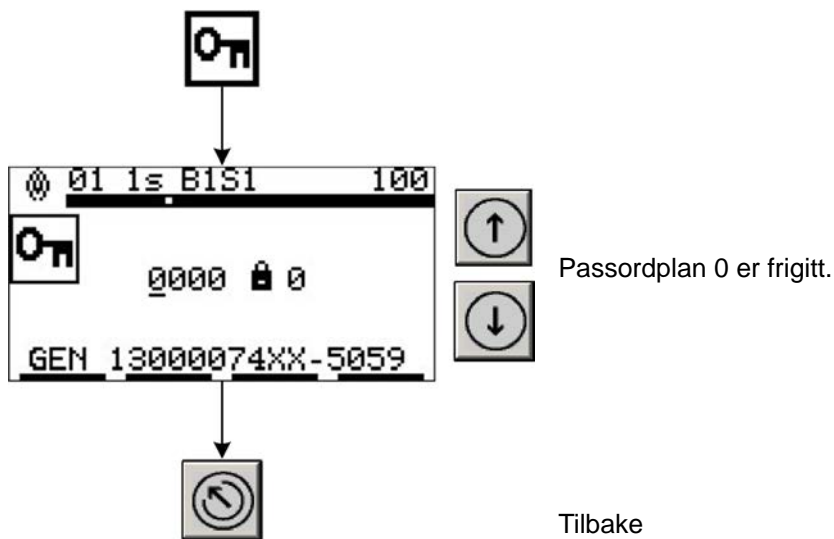 01 1s B1S1 100
0000 0
Passordplan 0 er frigitt.
GEN 13000074XX-5059
Tilbake